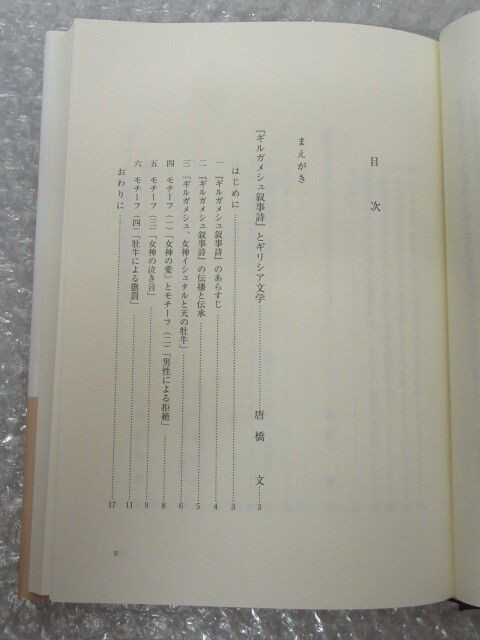 目次
まえがき
『ギルガメシュ叙事詩』とギリシア文学……………唐橋 文……3
はじめに……………3
一 『ギルガメシュ叙事詩』のあらすじ……………4
二 『ギルガメシュ叙事詩』の伝播と伝承……………5
三 「ギルガメシュ、女神イシュタルと天の牡牛」……………6
四 モチーフ（一）「女神の愛」とモチーフ（二）「男性による拒絶」……………8
五 モチーフ（三）「女神の泣き言」……………9
六 モチーフ（四）「牡牛による懲罰」……………11
おわりに……………17